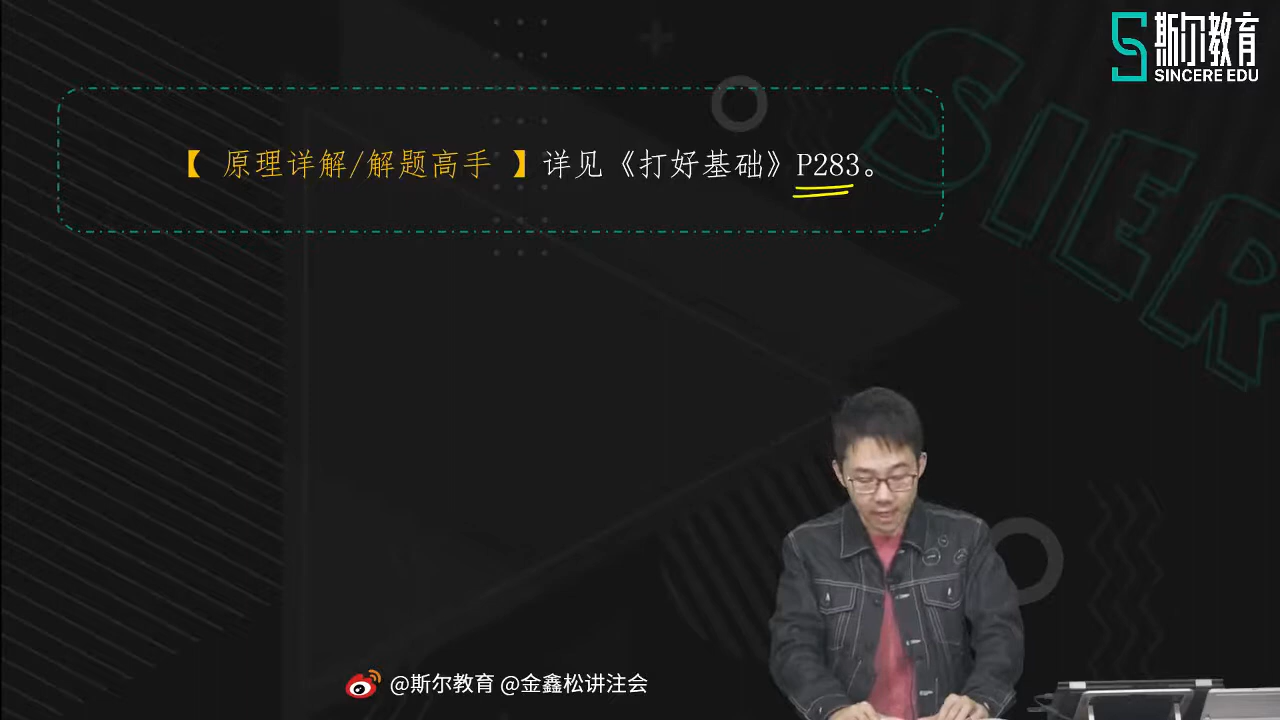 斯尔教育
SINCERE EDU
SIER
【 原理详解/解题高手 】详见《打好基础》P283。
@斯尔教育 @金鑫松讲注会